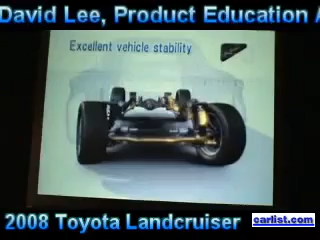 David Lee, Product Education A
Excellent vehicle stability
2008 Toyota Landcruiser
carlist.com